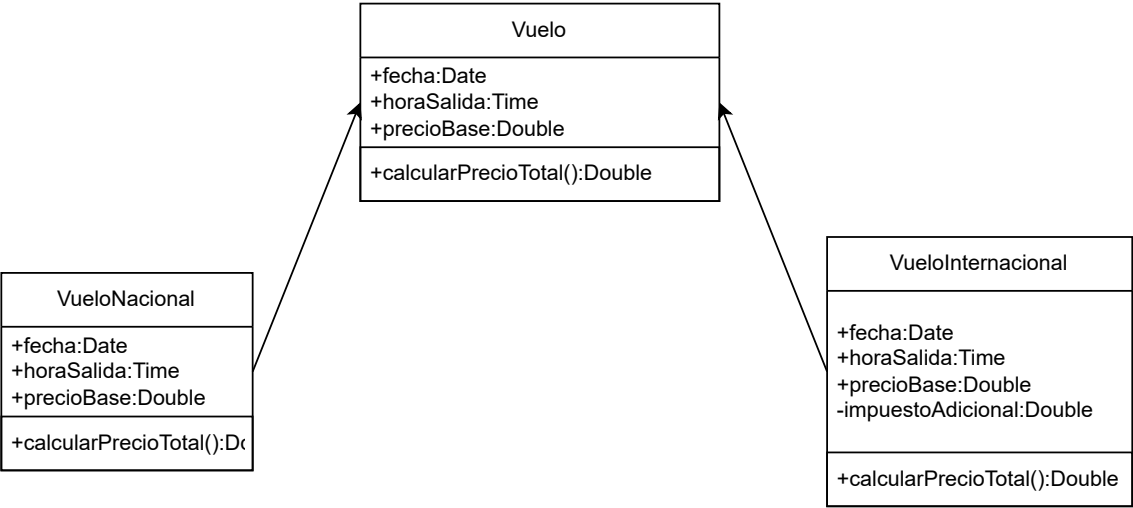 Vuelo
+fecha:Date
+horaSalida:Time
+precioBase:Double
+calcularPrecioTotal():Double
VueloNacional
+fecha:Date
+horaSalida:Time
+precioBase:Double
+calcularPrecioTotal():Do
VueloInternacional
+fecha:Date
+horaSalida:Time
+precioBase:Double
-impuestoAdicional:Double
+calcularPrecioTotal():Double